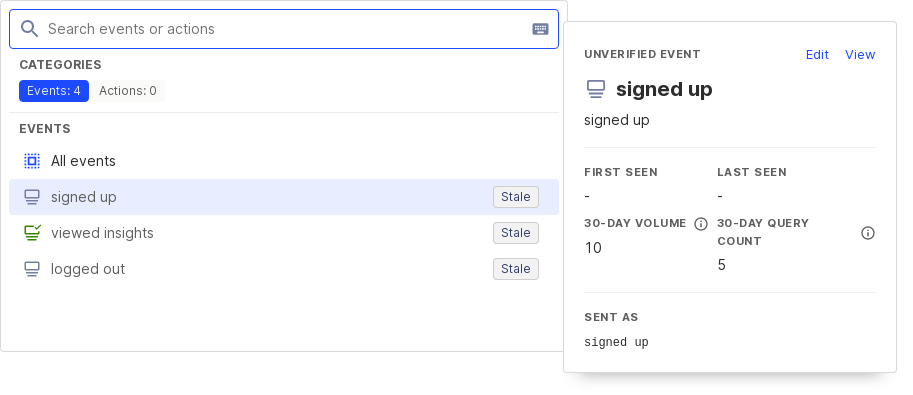 Search events or actions
CATEGORIES
Events: 4 Actions: 0
EVENTS
All events
signed up Stale
viewed insights Stale
logged out Stale
UNVERIFIED EVENT Edit View
signed up
signed up
FIRST SEEN LAST SEEN
- -
30-DAY VOLUME 30-DAY QUERY COUNT
10 5
SENT AS
signed up